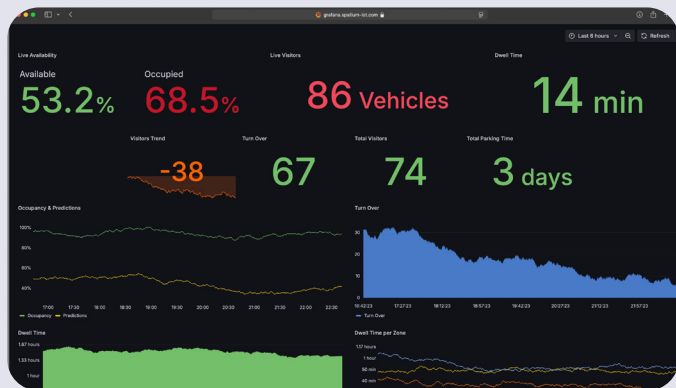 grafana.spatium-iot.com
Last 6 hours
Refresh
Live Availability
Live Visitors
Dwell Time
Available
Occupied
53.2%
68.5%
86 Vehicles
14 min
Visitors Trend
Turn Over
Total Visitors
Total Parking Time
-38
67
74
3 days
Occupancy & Predictions
Turn Over
100%
80%
60%
40%
17:00 17:30 18:00 18:30 19:00 19:30 20:00 20:30 21:00 21:30 22:00 22:30
Occupancy Predictions
30
20
10
0
16:42:23 17:27:23 18:12:23 18:57:23 19:42:23 20:27:23 21:12:23 21:57:23
Turn Over
Dwell Time
1.67 hours
1.33 hours
1 hour
Dwell Time per Zone
1.17 hours
1 hour
50 min
40 min